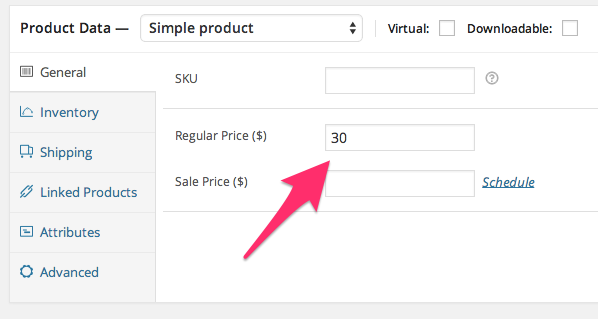 Product Data — Simple product Virtual: Downloadable:
General
SKU
Inventory
Regular Price ($) 30
Shipping
Sale Price ($) Schedule
Linked Products
Attributes
Advanced